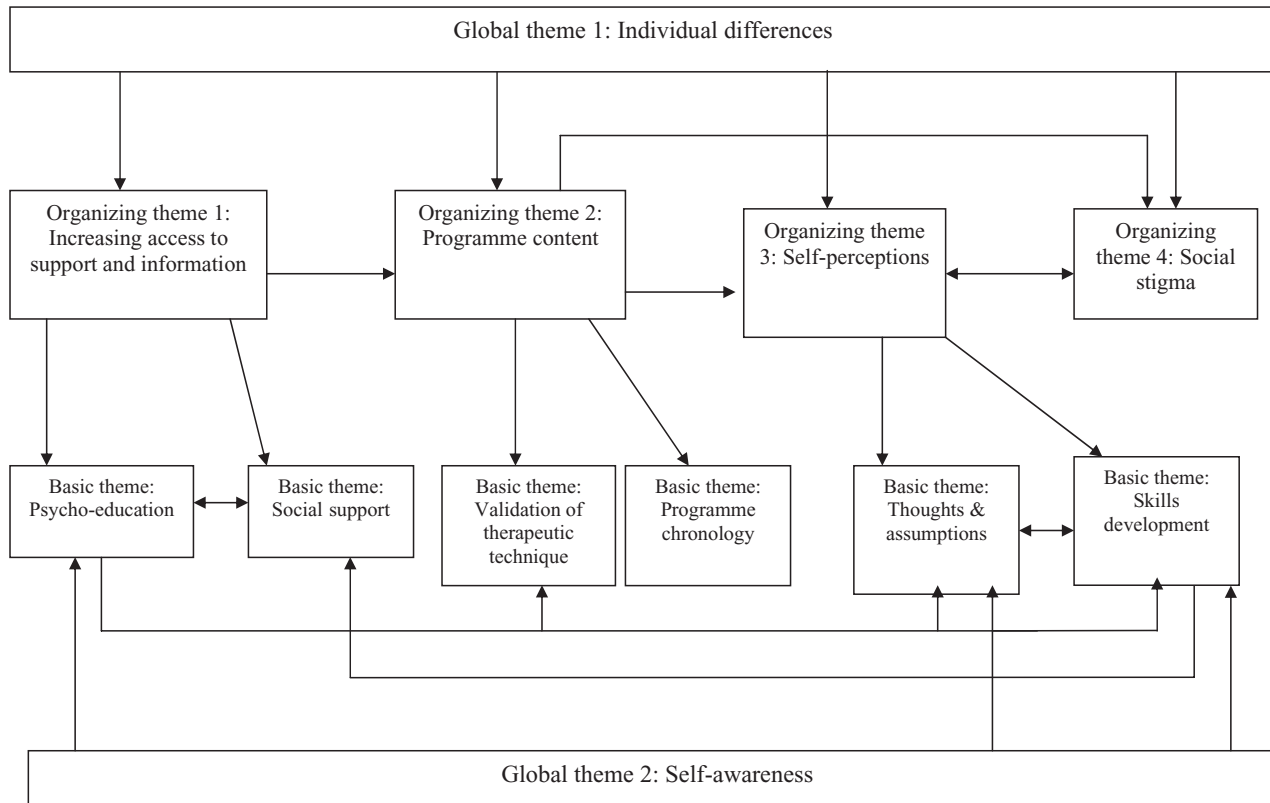 Global theme 1: Individual differences
Organizing theme 1:
Increasing access to
support and information
Organizing theme 2:
Programme content
Organizing theme
3: Self-perceptions
Organizing
theme 4: Social
stigma
Basic theme:
Psycho-education
Basic theme:
Social support
Basic theme:
Validation of
therapeutic
technique
Basic theme:
Programme
chronology
Basic theme:
Thoughts &
assumptions
Basic theme:
Skills
development
Global theme 2: Self-awareness